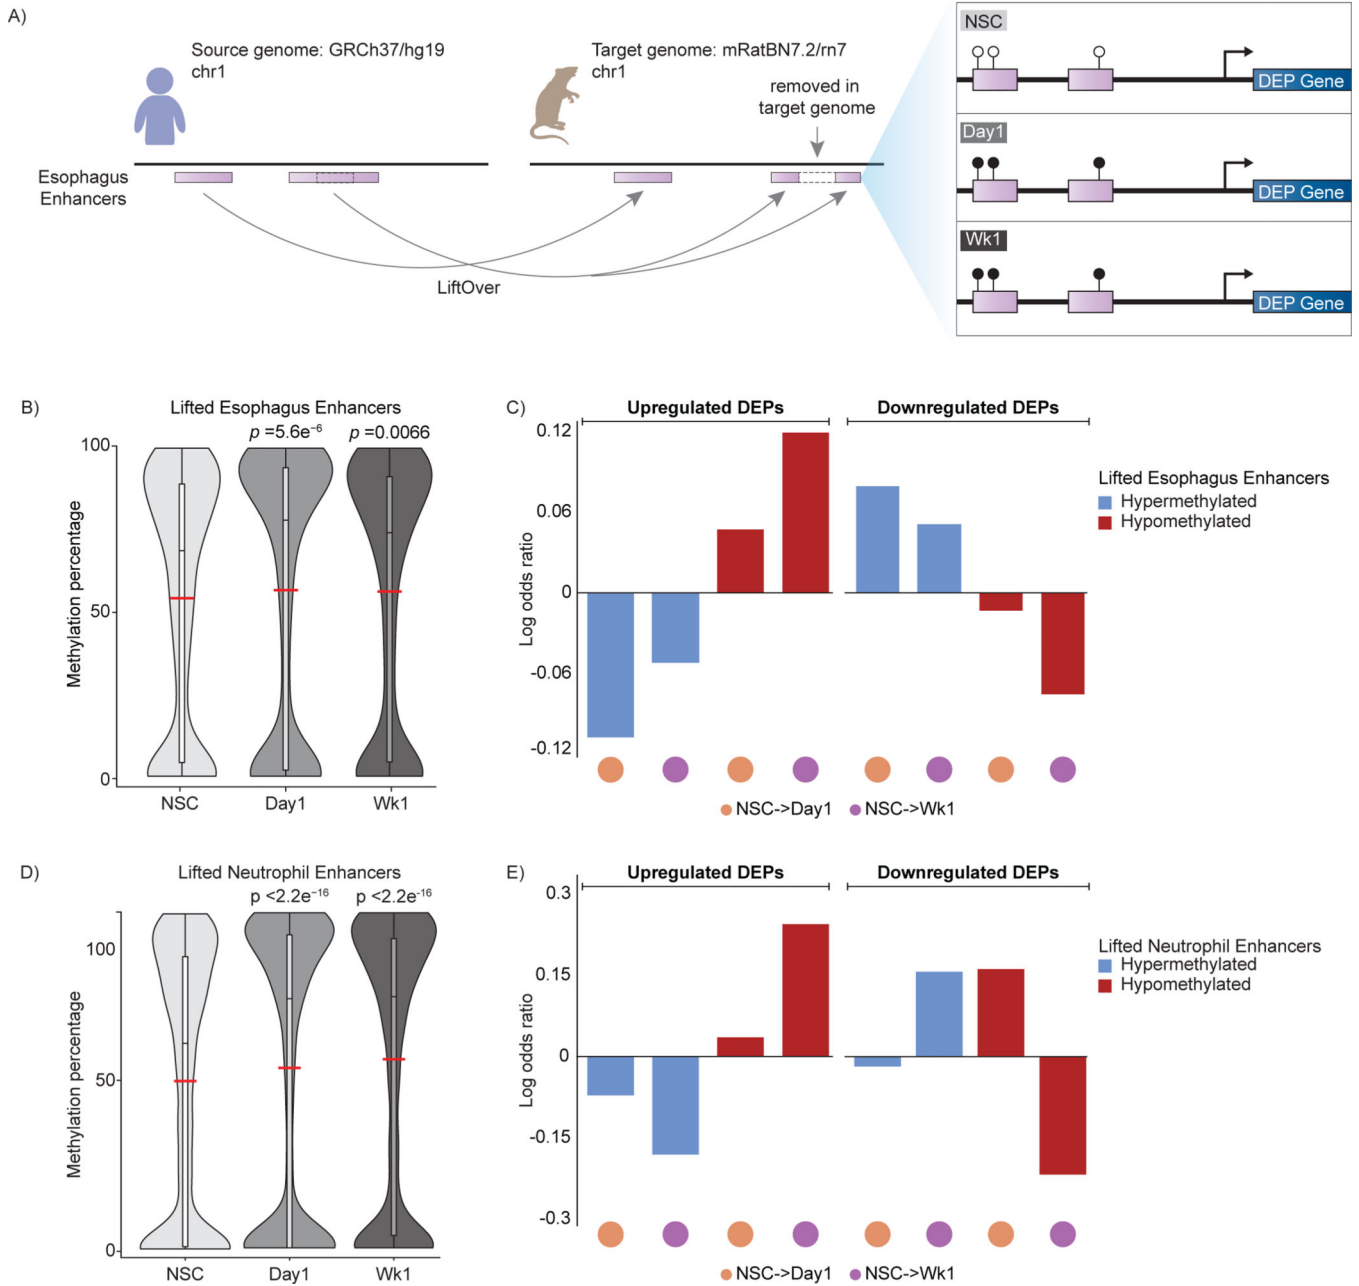 A)
Source genome: GRCh37/hg19
chr1
Target genome: mRatBN7.2/rn7
chr1
removed in
target genome
Esophagus
Enhancers
LiftOver
NSC
DEP Gene
Day1
DEP Gene
Wk1
DEP Gene
B)
Lifted Esophagus Enhancers
p =5.6e⁻⁶
p =0.0066
Methylation percentage
100
50
0
NSC
Day1
Wk1
C)
Upregulated DEPs
Downregulated DEPs
Log odds ratio
0.12
0.06
0
-0.06
-0.12
Lifted Esophagus Enhancers
Hypermethylated
Hypomethylated
NSC->Day1
NSC->Wk1
D)
Lifted Neutrophil Enhancers
p <2.2e⁻¹⁶
p <2.2e⁻¹⁶
Methylation percentage
100
50
0
NSC
Day1
Wk1
E)
Upregulated DEPs
Downregulated DEPs
Log odds ratio
0.3
0.15
0
-0.15
-0.3
Lifted Neutrophil Enhancers
Hypermethylated
Hypomethylated
NSC->Day1
NSC->Wk1